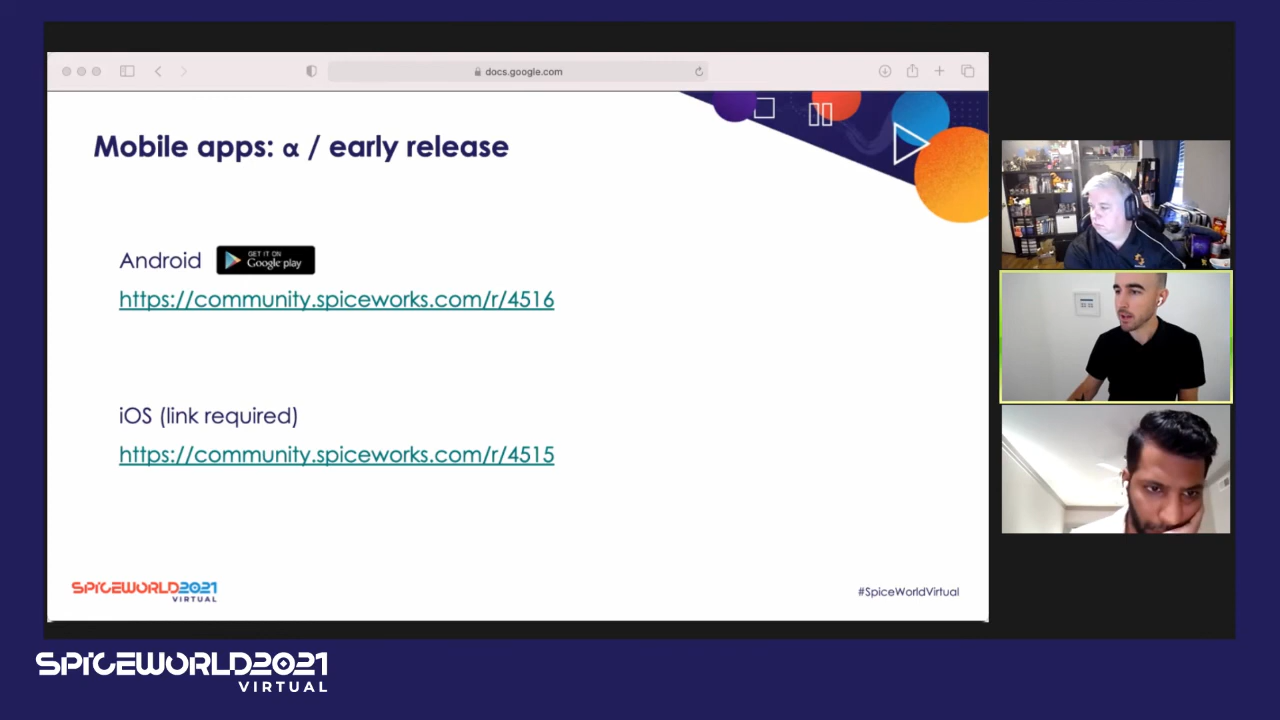 docs.google.com
Mobile apps: α / early release
Android
GET IT ON
Google play
https://community.spiceworks.com/r/4516
iOS (link required)
https://community.spiceworks.com/r/4515
SPICEWORLD2021
VIRTUAL
#SpiceWorldVirtual
SPICEWORLD2021
VIRTUAL